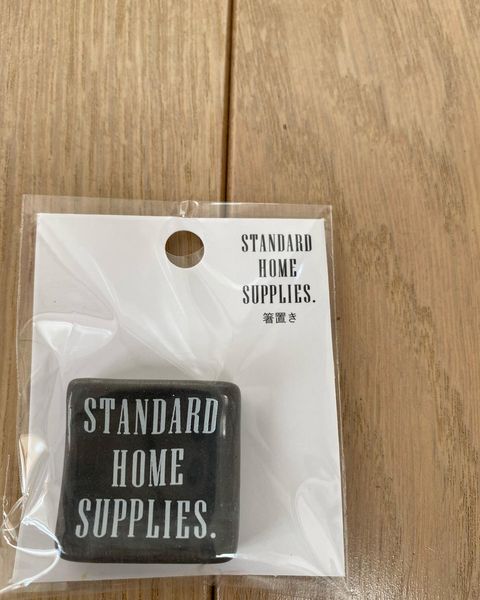 STANDARD
HOME
SUPPLIES.
箸置き
STANDARD
HOME
SUPPLIES.